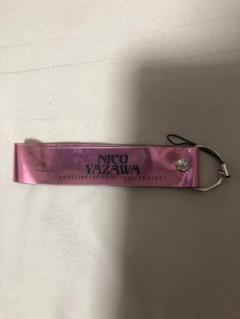 NICO
YAZAWA
LOVELIVE! SCHOOL IDOL PROJECT